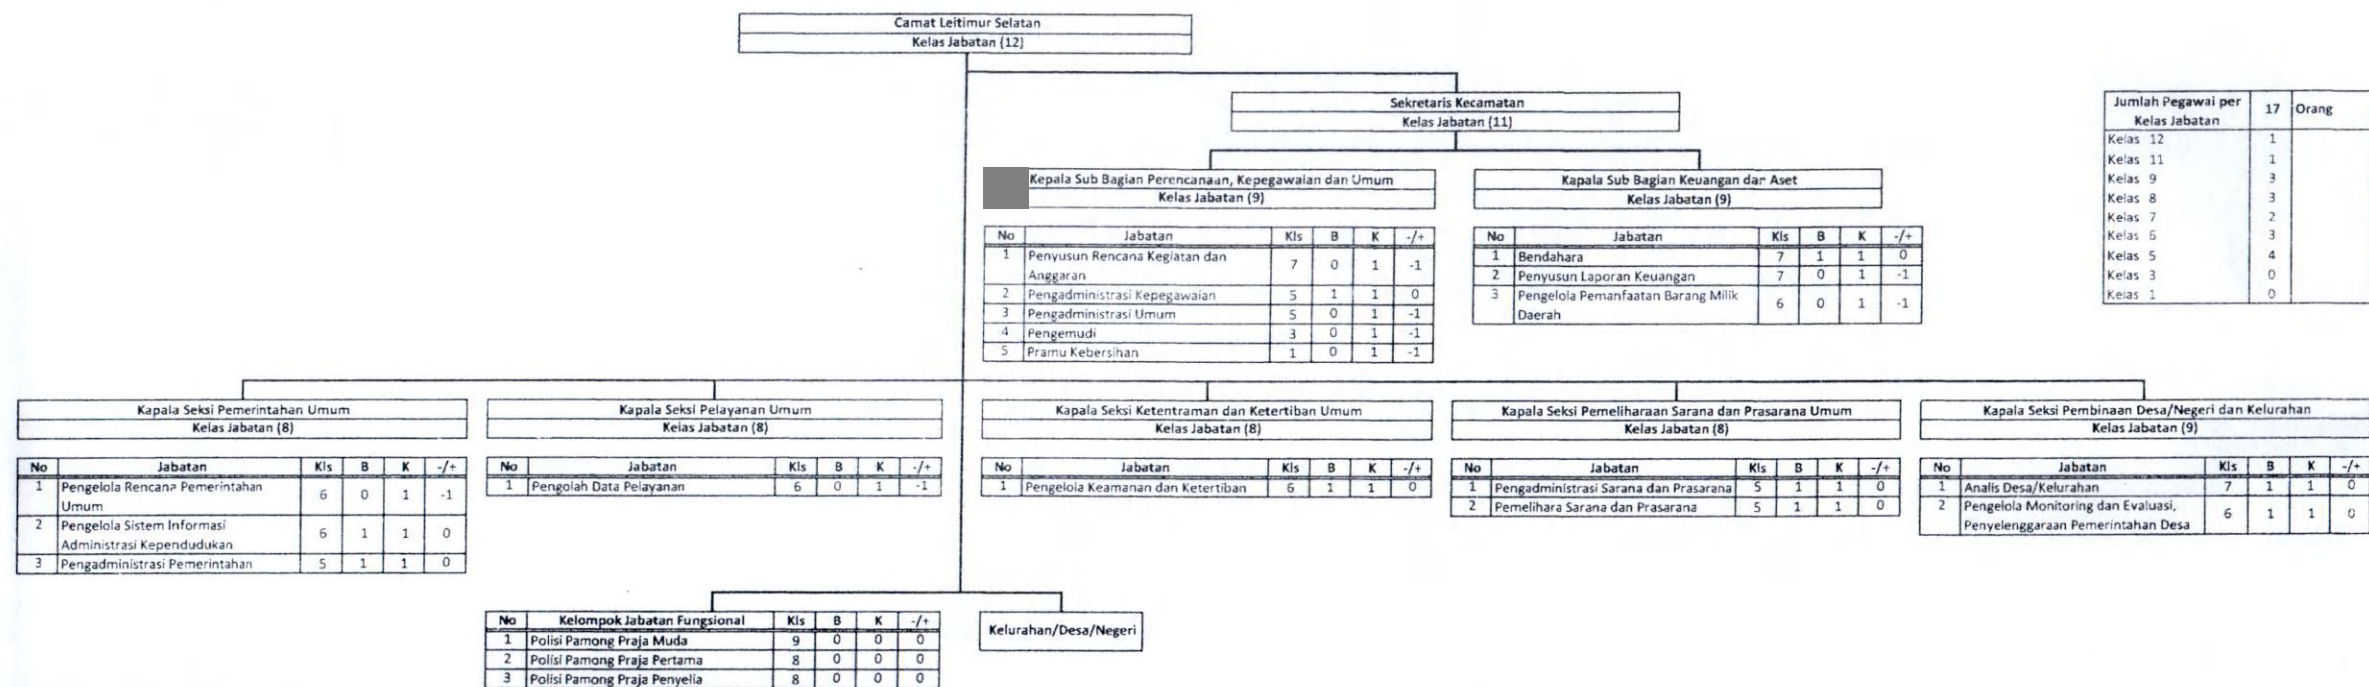 Camat Leitimur Selatan
Kelas Jabatan (12)
Sekretaris Kecamatan
Kelas Jabatan (11)
Jumlah Pegawai per Kelas Jabatan 17 Orang
Kelas 12 1
Kelas 11 1
Kelas 9 3
Kelas 8 3
Kelas 7 2
Kelas 6 3
Kelas 5 4
Kelas 3 0
Kelas 1 0
Kepala Sub Bagian Perencanaan, Kepegawaian dan Umum
Kelas Jabatan (9)
No Jabatan Kls B K -/+
1 Penyusun Rencana Kegiatan dan
Anggaran 7 0 1 -1
2 Pengadministrasi Kepegawaian 5 1 1 0
3 Pengadministrasi Umum 5 0 1 -1
4 Pengemudi 3 0 1 -1
5 Pramu Kebersihan 1 0 1 -1
Kapala Sub Bagian Keuangan dan Aset
Kelas Jabatan (9)
No Jabatan Kls B K -/+
1 Bendahara 7 1 1 0
2 Penyusun Laporan Keuangan 7 0 1 -1
3 Pengelola Pemanfaatan Barang Milik
Daerah 6 0 1 -1
Kapala Seksi Pemerintahan Umum
Kelas Jabatan (8)
No Jabatan Kls B K -/+
1 Pengelola Rencana Pemerintahan
Umum 6 0 1 -1
2 Pengelola Sistem Informasi
Administrasi Kependudukan 6 1 1 0
3 Pengadministrasi Pemerintahan 5 1 1 0
Kapala Seksi Pelayanan Umum
Kelas Jabatan (8)
No Jabatan Kls B K -/+
1 Pengolah Data Pelayanan 6 0 1 -1
Kapala Seksi Ketentraman dan Ketertiban Umum
Kelas Jabatan (8)
No Jabatan Kls B K -/+
1 Pengelola Keamanan dan Ketertiban 6 1 1 0
Kapala Seksi Pemeliharaan Sarana dan Prasarana Umum
Kelas Jabatan (8)
No Jabatan Kls B K -/+
1 Pengadministrasi Sarana dan Prasarana 5 1 1 0
2 Pemelihara Sarana dan Prasarana 5 1 1 0
Kapala Seksi Pembinaan Desa/Negeri dan Kelurahan
Kelas Jabatan (9)
No Jabatan Kls B K -/+
1 Analis Desa/Kelurahan 7 1 1 0
2 Pengelola Monitoring dan Evaluasi,
Penyelenggaraan Pemerintahan Desa 6 1 1 0
No Kelompok Jabatan Fungsional Kls B K -/+
1 Polisi Pamong Praja Muda 9 0 0 0
2 Polisi Pamong Praja Pertama 8 0 0 0
3 Polisi Pamong Praja Penyelia 8 0 0 0
Kelurahan/Desa/Negeri